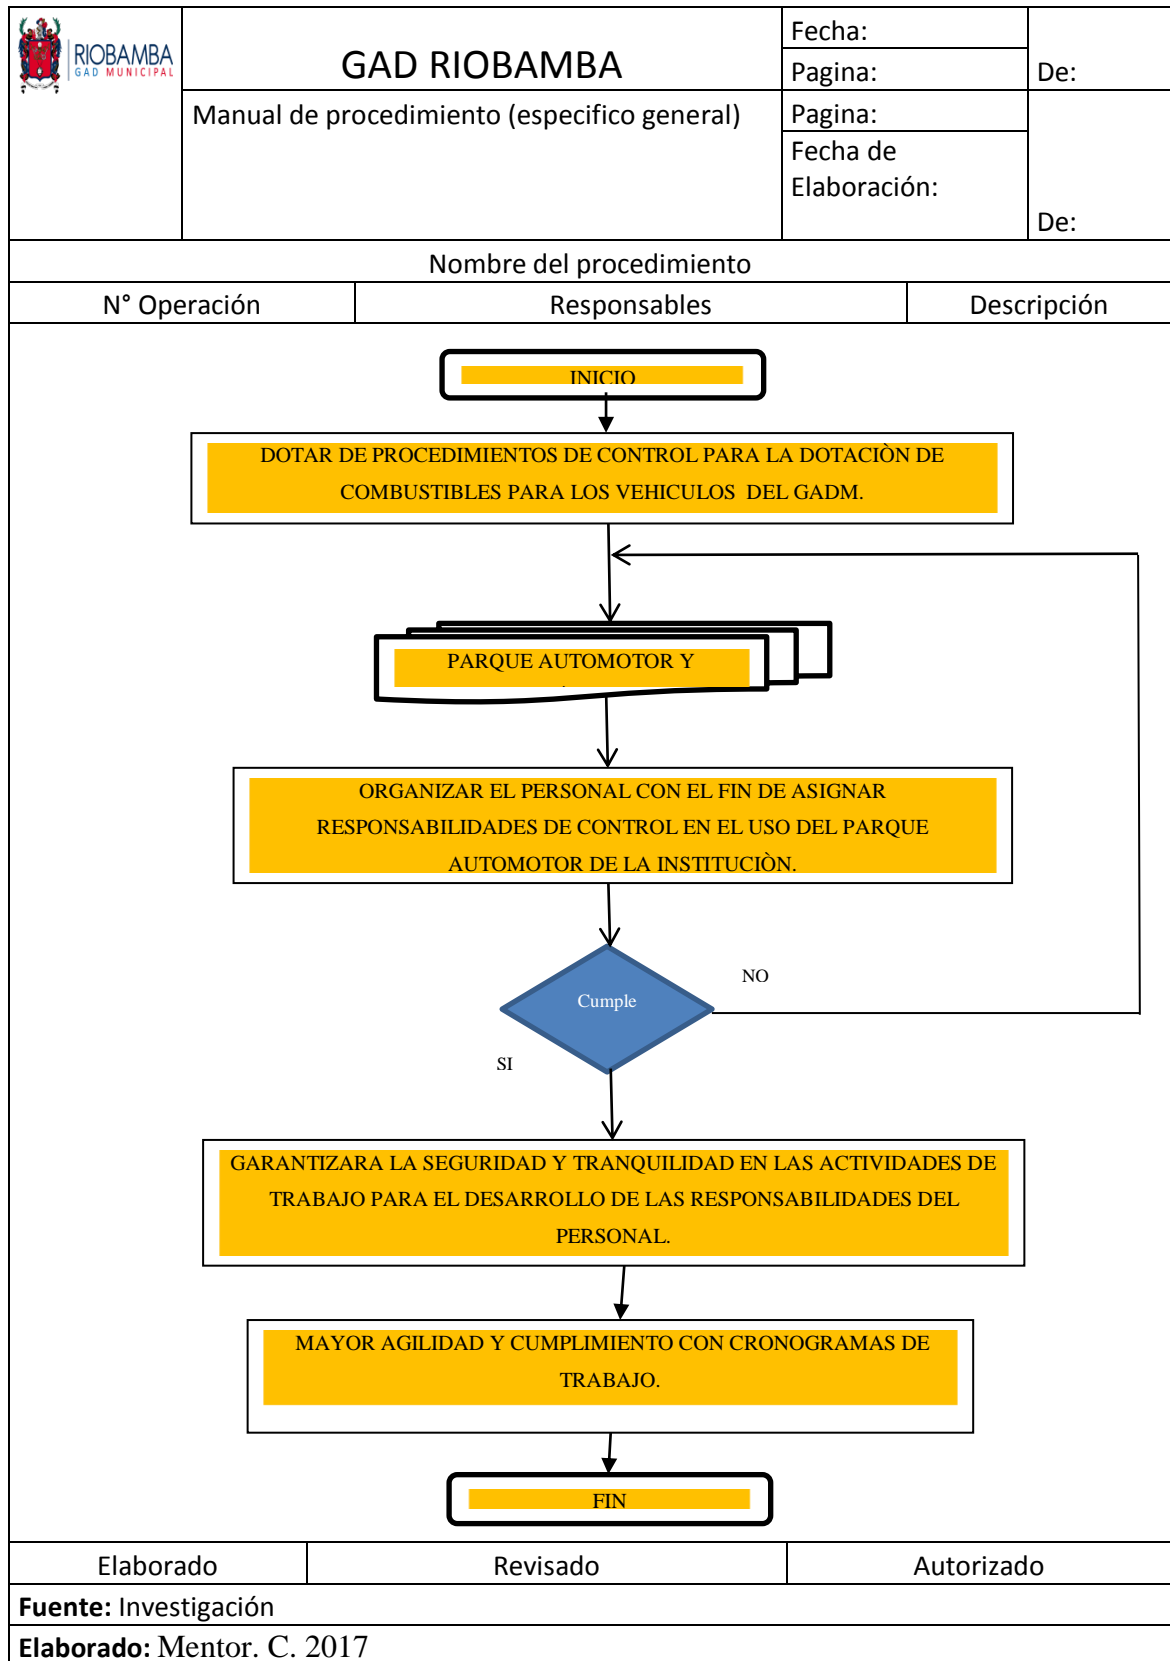 RIOBAMBA
GAD MUNICIPAL
GAD RIOBAMBA
Fecha:
Pagina:
De:
Manual de procedimiento (especifico general)
Pagina:
Fecha de
Elaboración:
De:
Nombre del procedimiento
N° Operación
Responsables
Descripción
INICIO
DOTAR DE PROCEDIMIENTOS DE CONTROL PARA LA DOTACIÒN DE
COMBUSTIBLES PARA LOS VEHICULOS DEL GADM.
PARQUE AUTOMOTOR Y
ORGANIZAR EL PERSONAL CON EL FIN DE ASIGNAR
RESPONSABILIDADES DE CONTROL EN EL USO DEL PARQUE
AUTOMOTOR DE LA INSTITUCIÒN.
NO
Cumple
SI
GARANTIZARA LA SEGURIDAD Y TRANQUILIDAD EN LAS ACTIVIDADES DE
TRABAJO PARA EL DESARROLLO DE LAS RESPONSABILIDADES DEL
PERSONAL.
MAYOR AGILIDAD Y CUMPLIMIENTO CON CRONOGRAMAS DE
TRABAJO.
FIN
Elaborado
Revisado
Autorizado
Fuente: Investigación
Elaborado: Mentor. C. 2017